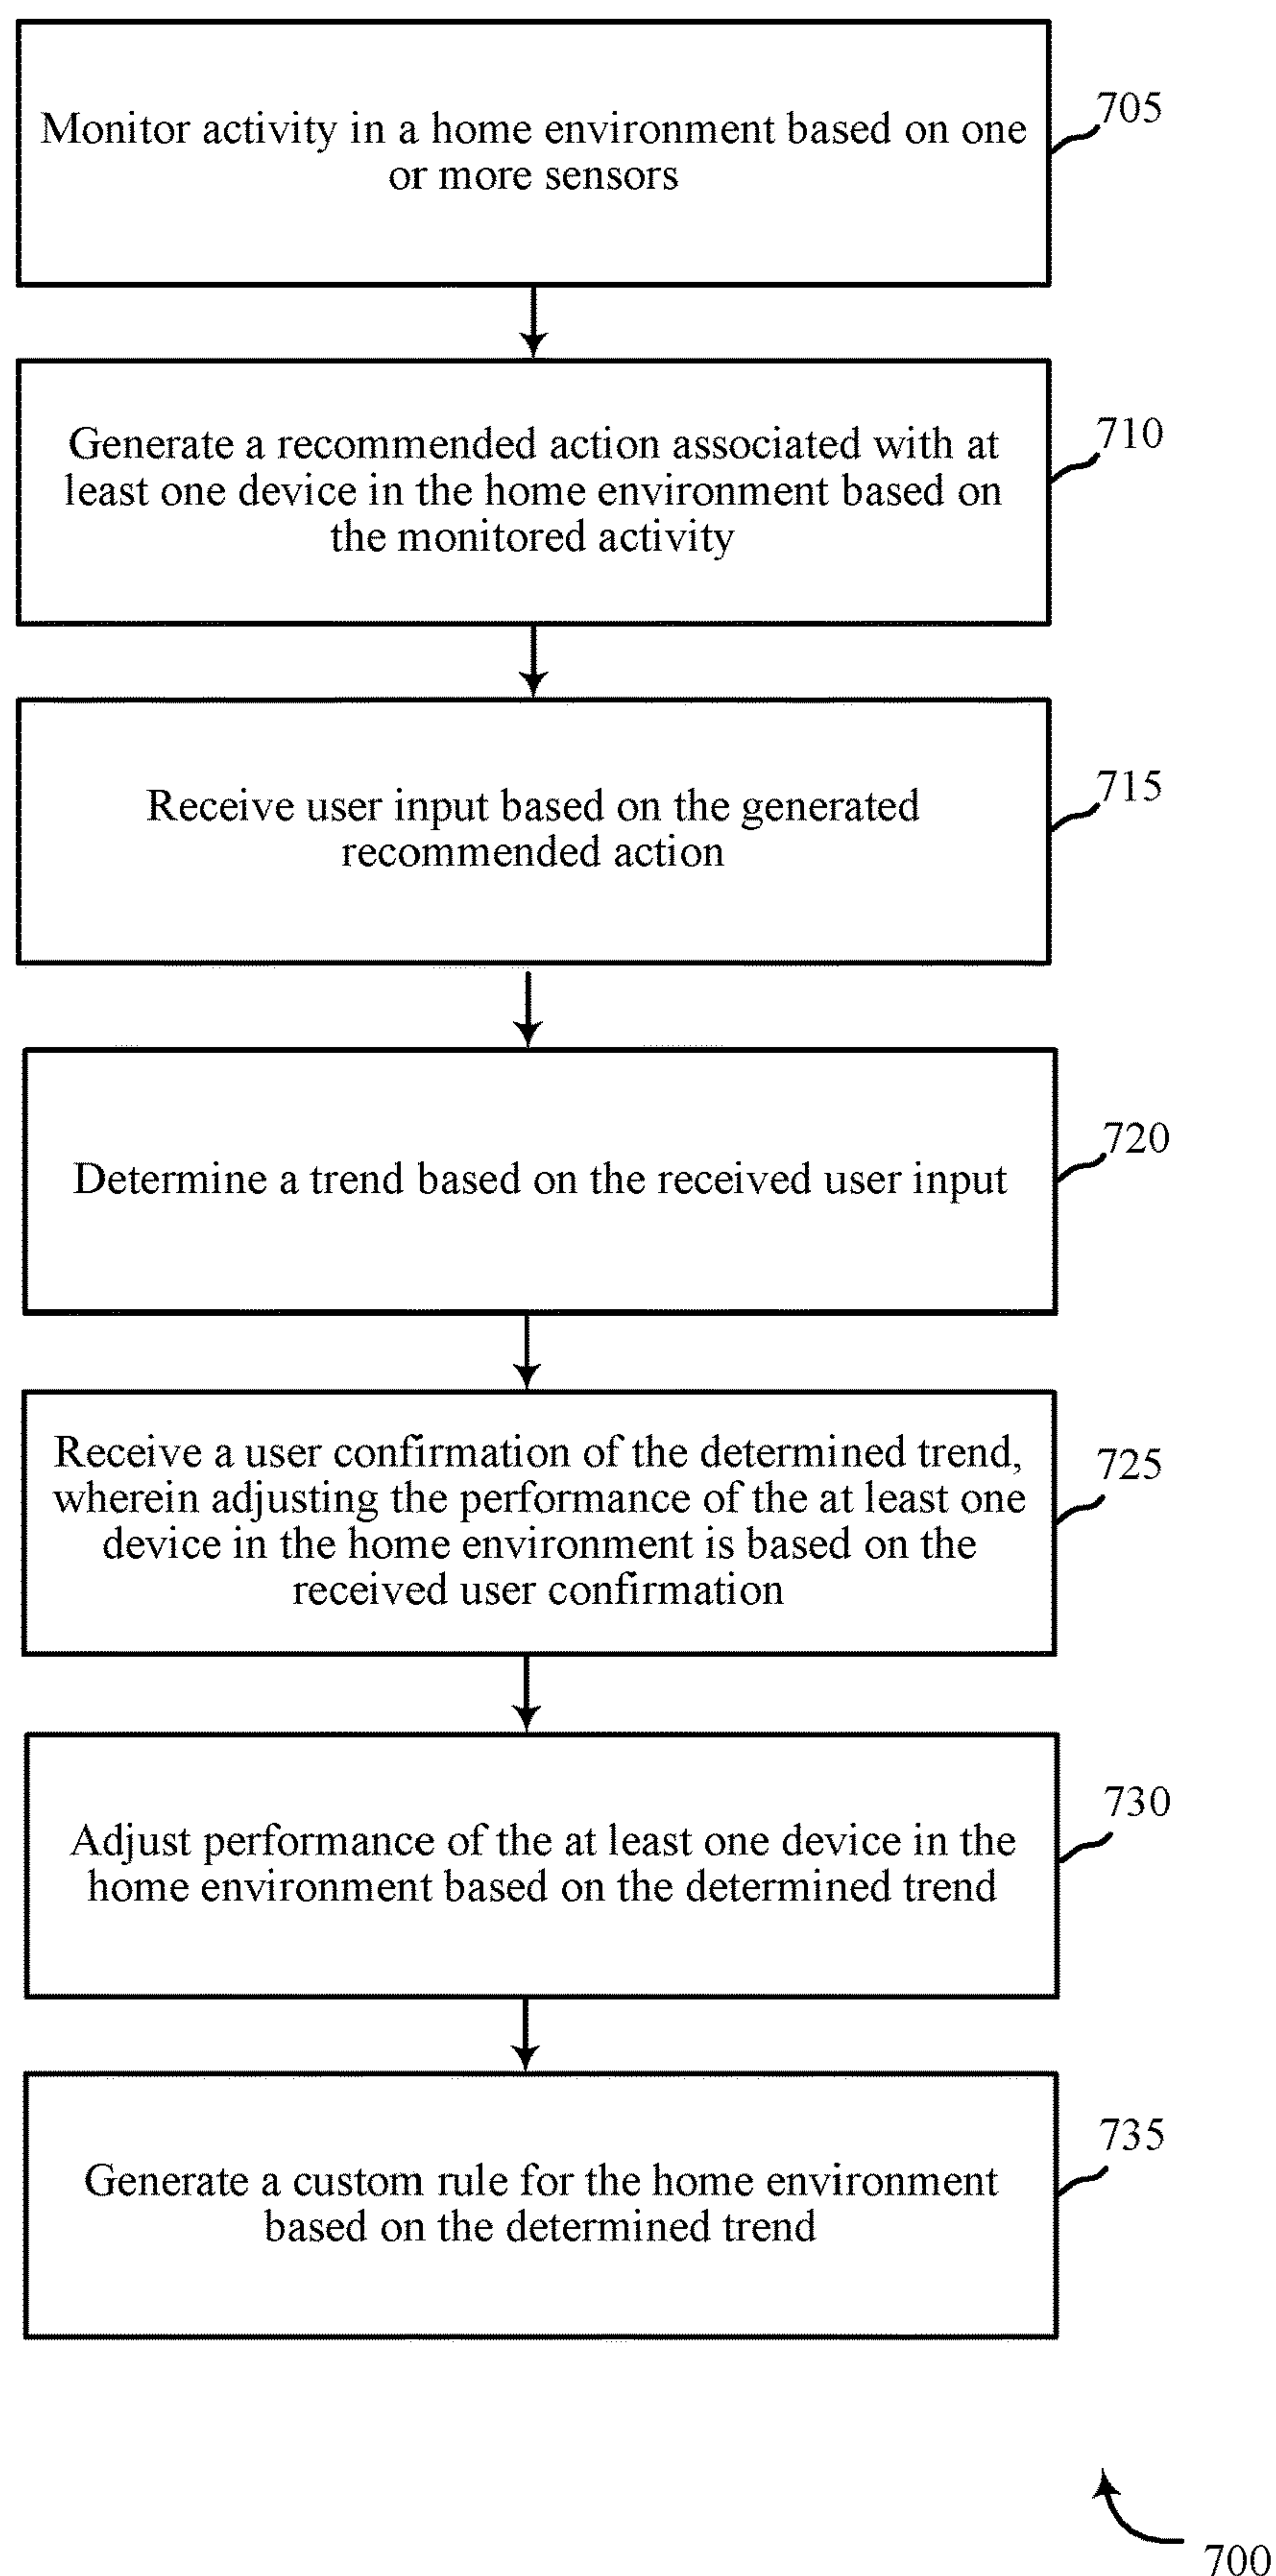 Monitor activity in a home environment based on one
or more sensors
705
Generate a recommended action associated with at
least one device in the home environment based on
the monitored activity
710
Receive user input based on the generated
recommended action
715
Determine a trend based on the received user input
720
Receive a user confirmation of the determined trend,
wherein adjusting the performance of the at least one
device in the home environment is based on the
received user confirmation
725
Adjust performance of the at least one device in the
home environment based on the determined trend
730
Generate a custom rule for the home environment
based on the determined trend
735
700